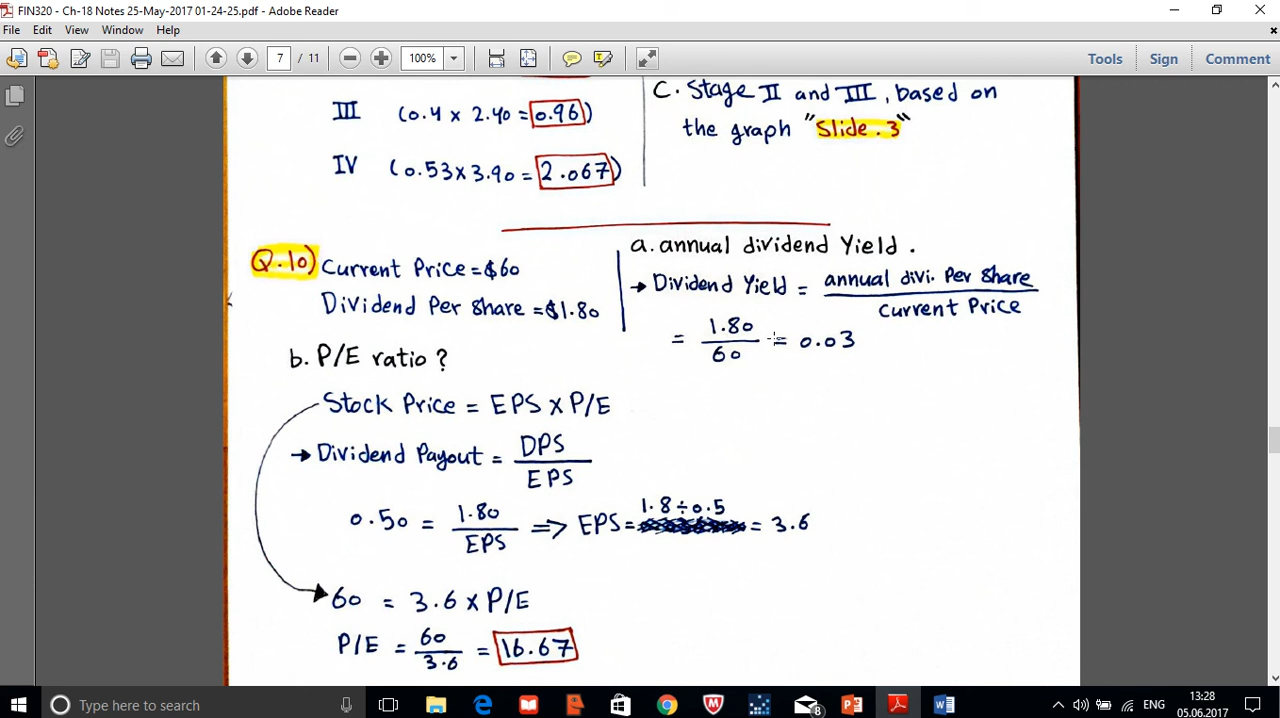 FIN320 - Ch-18 Notes 25-May-2017 01-24-25.pdf - Adobe Reader
File Edit View Window Help
7 / 11 100% Tools Sign Comment
III (0.4 x 2.40 = 0.96)
IV (0.53 x 3.90 = 2.067)
C. Stage II and III, based on
the graph "Slide.3"
Q.10) Current Price = $60
Dividend Per Share = $1.80
a. annual dividend Yield.
→ Dividend Yield = annual divi. Per Share
Current Price
= 1.80
60
= 0.03
b. P/E ratio?
Stock Price = EPS x P/E
→ Dividend Payout = DPS
EPS
0.50 = 1.80
EPS
=> EPS = 1.8 ÷ 0.5 = 3.6
60 = 3.6 x P/E
P/E = 60
3.6
= 16.67
Type here to search
8
ENG
13:28
05.06.2017